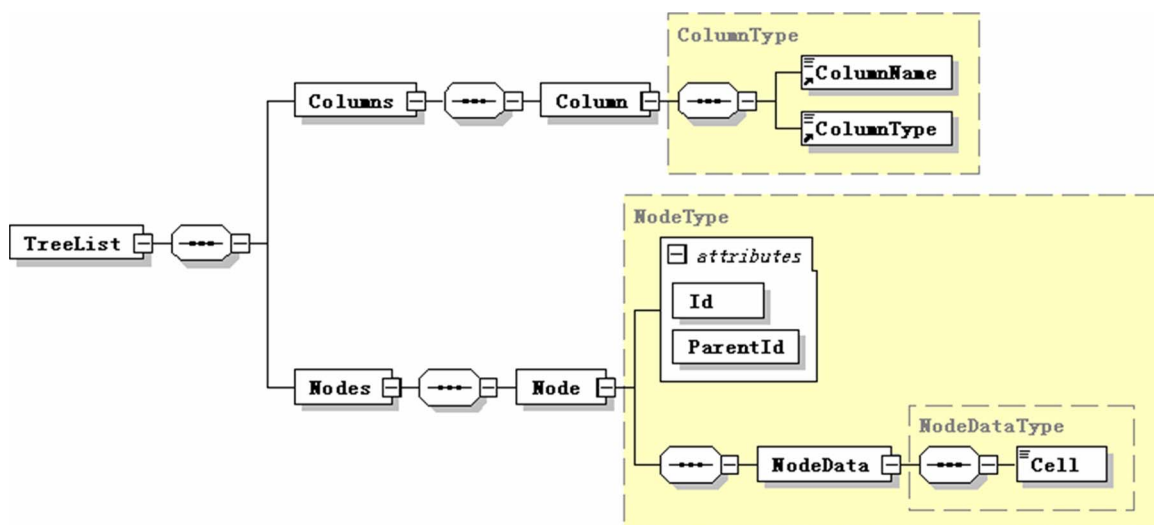 ColumnType
ColumnName
Columns
Column
ColumnType
NodeType
TreeList
attributes
Id
ParentId
Nodes
Node
NodeDataType
NodeData
Cell